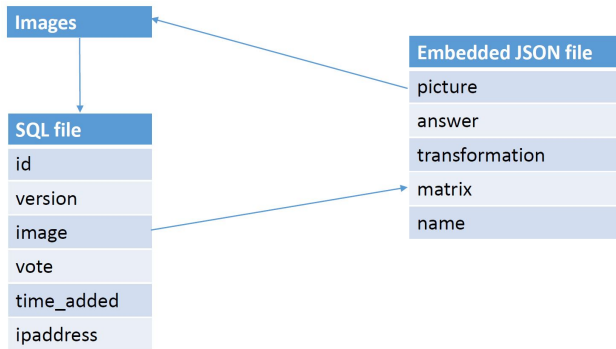 Images
SQL file
id
version
image
vote
time_added
ipaddress
Embedded JSON file
picture
answer
transformation
matrix
name